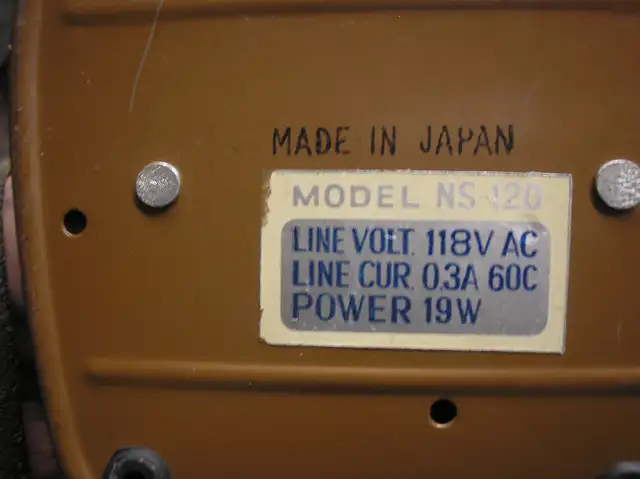 MADE IN JAPAN
MODEL NS-120
LINE VOLT. 118V AC
LINE CUR. 0.3A 60C
POWER 19W